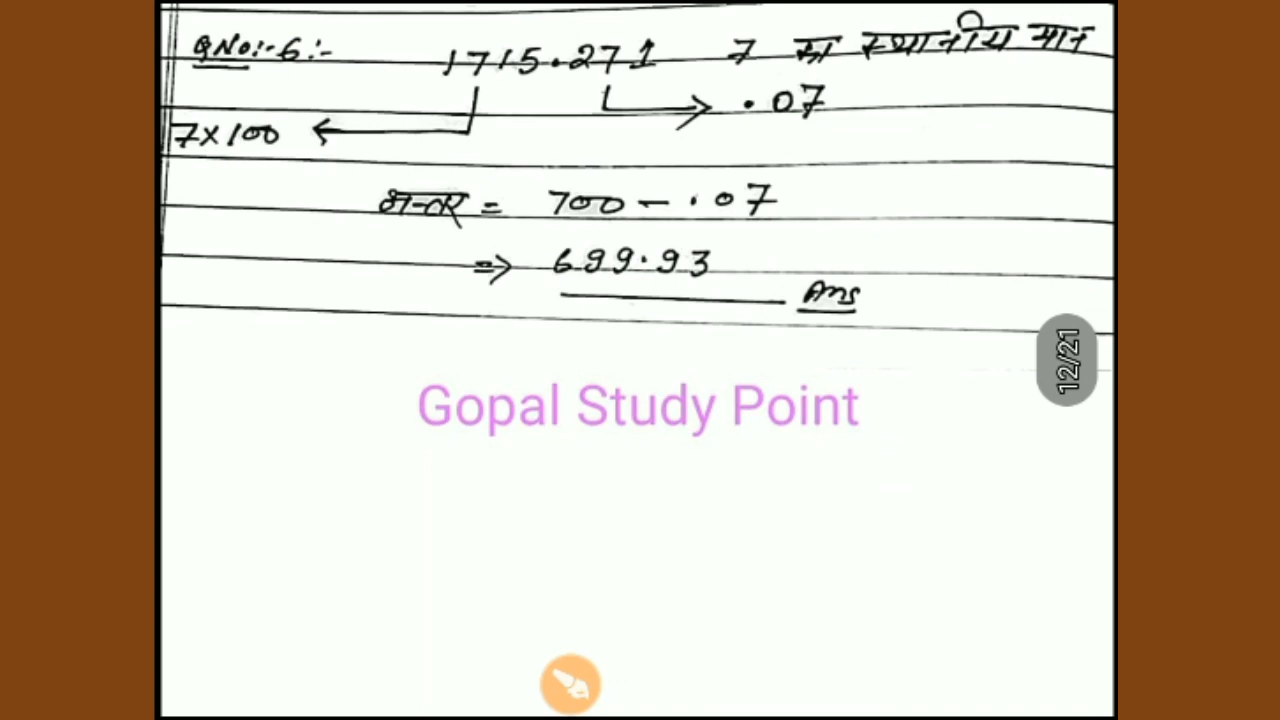 Q No:- 6:- 1715.271 7 का स्थानीय मान
.07
7×100 ←
अन्तर = 700 - .07
⇒ 699.93
Ans
Gopal Study Point
12/21